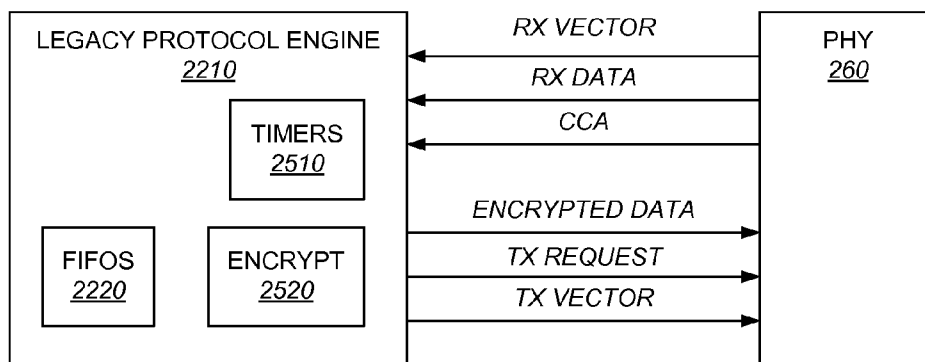 LEGACY PROTOCOL ENGINE
2210
TIMERS
2510
FIFOS
2220
ENCRYPT
2520
RX VECTOR
RX DATA
CCA
ENCRYPTED DATA
TX REQUEST
TX VECTOR
PHY
260